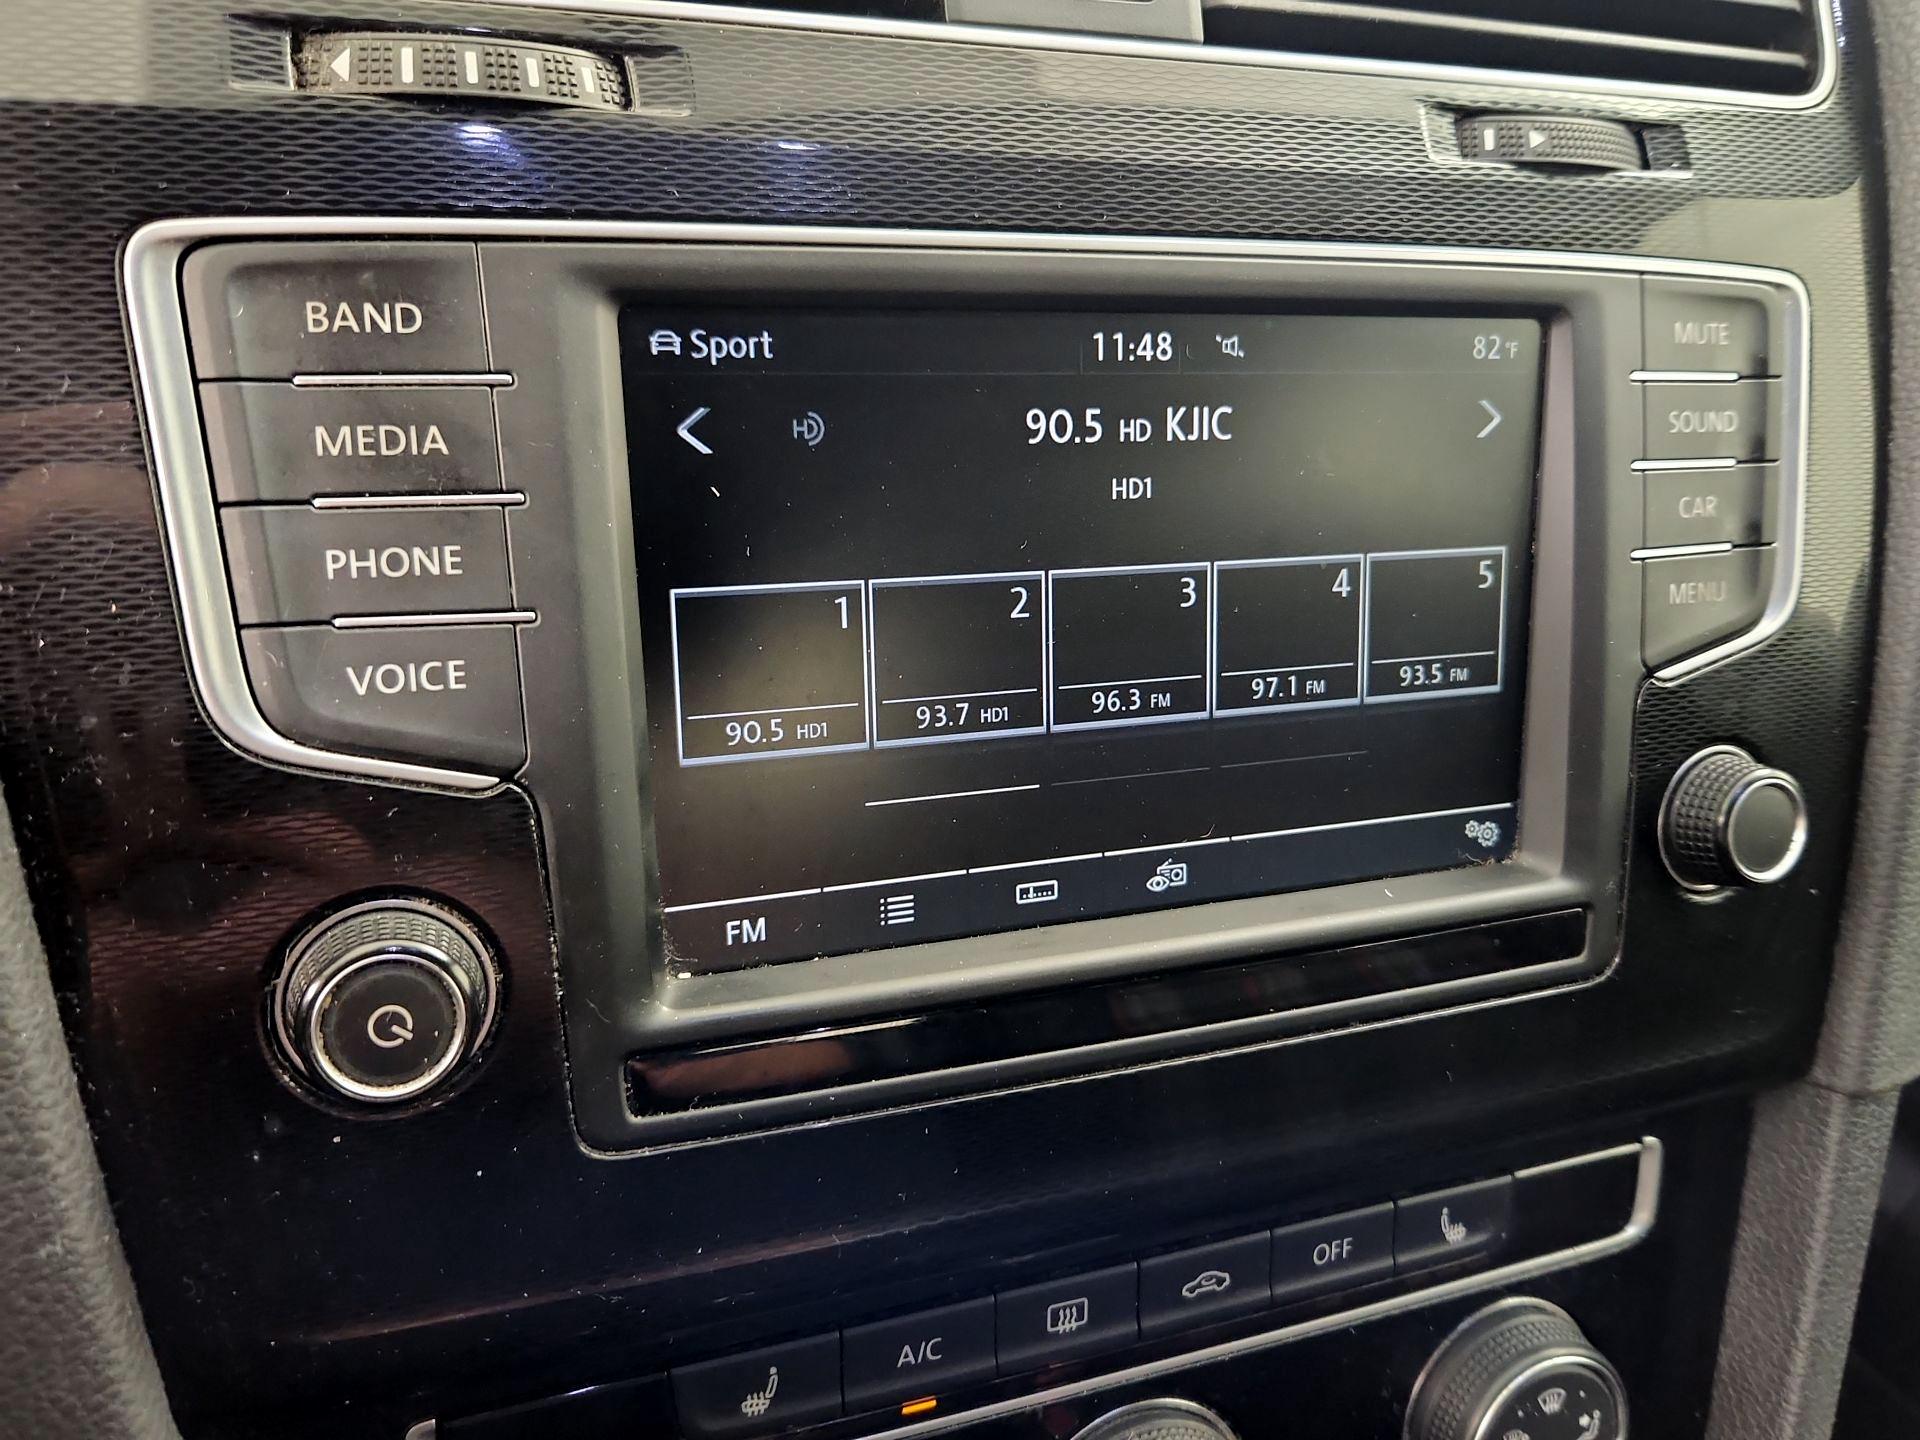 BAND
MEDIA
PHONE
VOICE
Sport 11:48 82°F
HD 90.5 HD KJIC
HD1
1 2 3 4 5
90.5 HD1 93.7 HD1 96.3 FM 97.1 FM 93.5 FM
FM
MUTE
SOUND
CAR
MENU
A/C
OFF